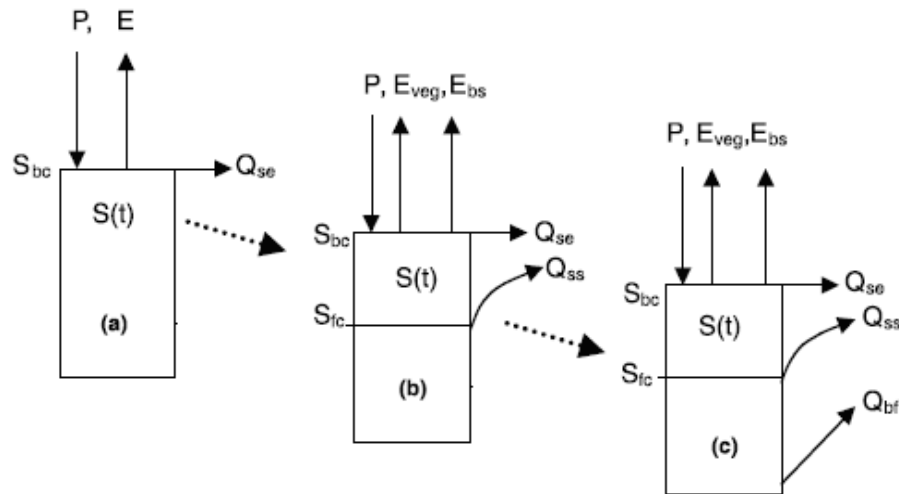 P, E
S_bc
Q_se
S(t)
(a)
P, E_veg, E_bs
S_bc
Q_se
S(t)
Q_ss
S_fc
(b)
P, E_veg, E_bs
S_bc
Q_se
S(t)
Q_ss
S_fc
Q_bf
(c)